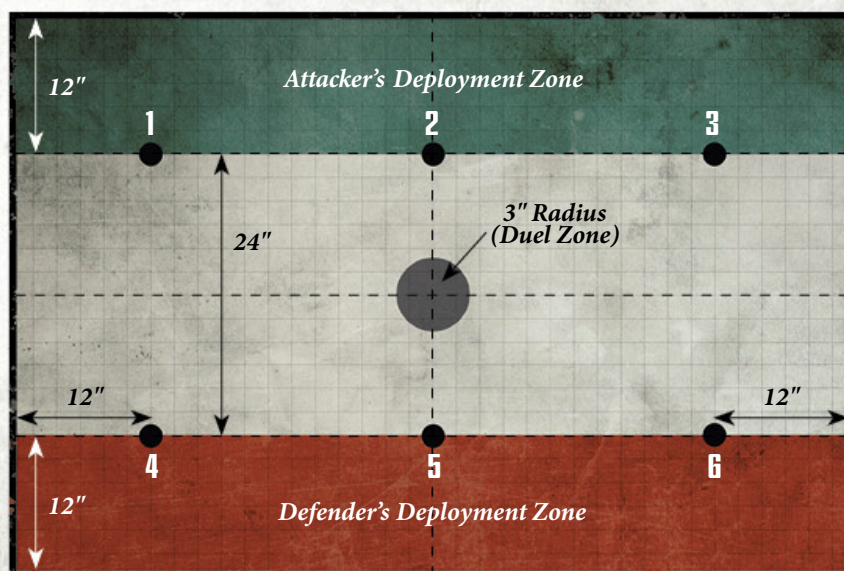 Attacker's Deployment Zone
12"
1
2
3
3" Radius
(Duel Zone)
24"
12"
12"
4
5
6
12"
Defender's Deployment Zone